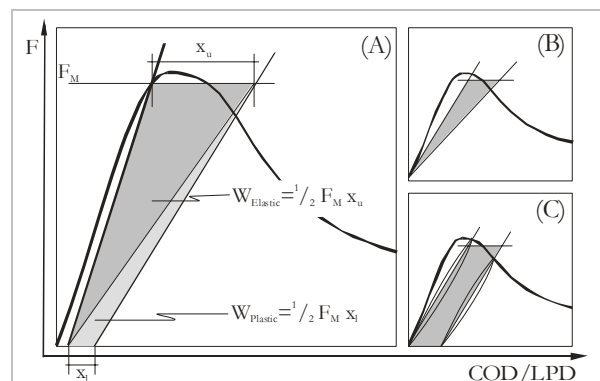 F
x_u
(A)
(B)
F_M
W_Elastic=1/2 F_M x_u
(C)
W_Plastic=1/2 F_M x_l
x_l
COD/LPD